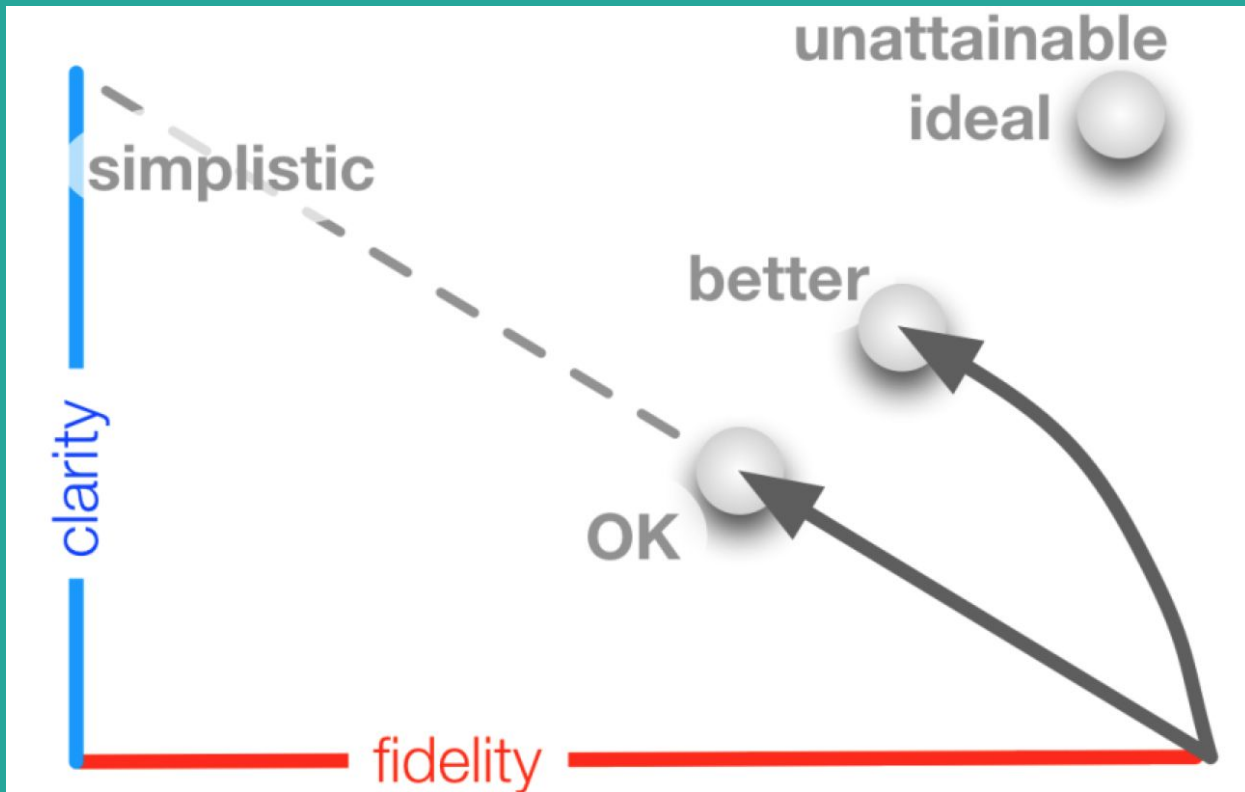 unattainable
ideal
simplistic
better
OK
clarity
fidelity